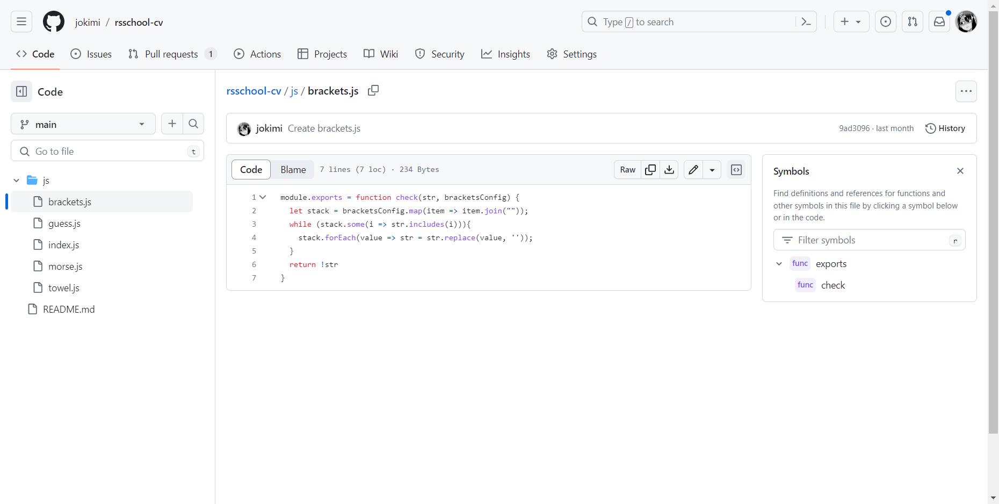 jokimi / rsschool-cv
Type / to search
Code Issues Pull requests 1 Actions Projects Wiki Security Insights Settings
Code
main
Go to file t
js
brackets.js
guess.js
index.js
morse.js
towel.js
README.md
rsschool-cv / js / brackets.js
jokimi Create brackets.js 9ad3096 · last month History
Code Blame 7 lines (7 loc) · 234 Bytes Raw
1 module.exports = function check(str, bracketsConfig) {
2 let stack = bracketsConfig.map(item => item.join(""));
3 while (stack.some(i => str.includes(i))){
4 stack.forEach(value => str = str.replace(value, ''));
5 }
6 return !str
7 }
Symbols
Find definitions and references for functions and
other symbols in this file by clicking a symbol below
or in the code.
Filter symbols r
func exports
func check